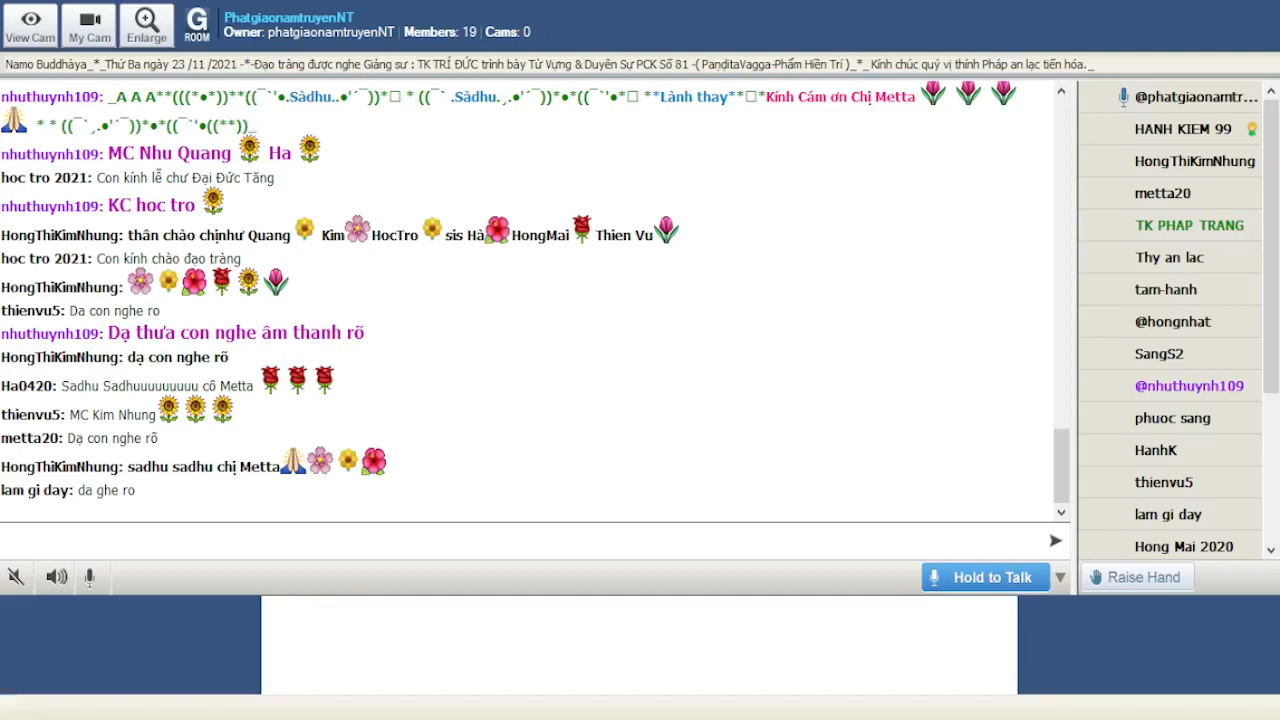 View Cam
My Cam
Enlarge
G
ROOM
PhatgiaonamtruyenNT
Owner: phatgiaonamtruyenNT | Members: 19 | Cams: 0
Namo Buddhàya_*_Thứ Ba ngày 23 /11 /2021 -*-Đạo tràng được nghe Giảng sư : TK TRÍ ĐỨC trình bày Từ Vựng & Duyên Sự PCK Số 81 -( PaṇḍitaVagga-Phẩm Hiền Trí )_*_ Kính chúc quý vị thính Pháp an lạc tiến hóa._
nhuthuynh109: _A A A**(((*•*))**((¯`'•.Sàdhu..•'´¯))*□ * ((¯` .Sàdhu.¸.•'´¯))*•*((¯`'•*□ **Lành thay**□*Kính Cám ơn Chị Metta 🌷 🌷 🌷
🙏 * * ((¯`¸.•'´¯))*•*((¯`'•((**))_
nhuthuynh109: MC Nhu Quang 🌻 Ha 🌻
hoc tro 2021: Con kính lễ chư Đại Đức Tăng
nhuthuynh109: KC hoc tro 🌻
HongThiKimNhung: thân chào chịnhư Quang 🌼 Kim🌸HocTro 🌼 sis Hà🌺HongMai🌹Thien Vu🌷
hoc tro 2021: Con kính chào đạo tràng
HongThiKimNhung: 🌸🌼🌺🌹🌻🌷
thienvu5: Da con nghe ro
nhuthuynh109: Dạ thưa con nghe âm thanh rõ
HongThiKimNhung: dạ con nghe rõ
Ha0420: Sadhu Sadhuuuuuuuuu cô Metta 🌹🌹🌹
thienvu5: MC Kim Nhung🌻🌻🌻
metta20: Dạ con nghe rõ
HongThiKimNhung: sadhu sadhu chị Metta🙏🌸🌼🌺
lam gi day: da ghe ro
@phatgiaonamtr...
HANH KIEM 99
HongThiKimNhung
metta20
TK PHAP TRANG
Thy an lac
tam-hanh
@hongnhat
SangS2
@nhuthuynh109
phuoc sang
HanhK
thienvu5
lam gi day
Hong Mai 2020
Hold to Talk
Raise Hand